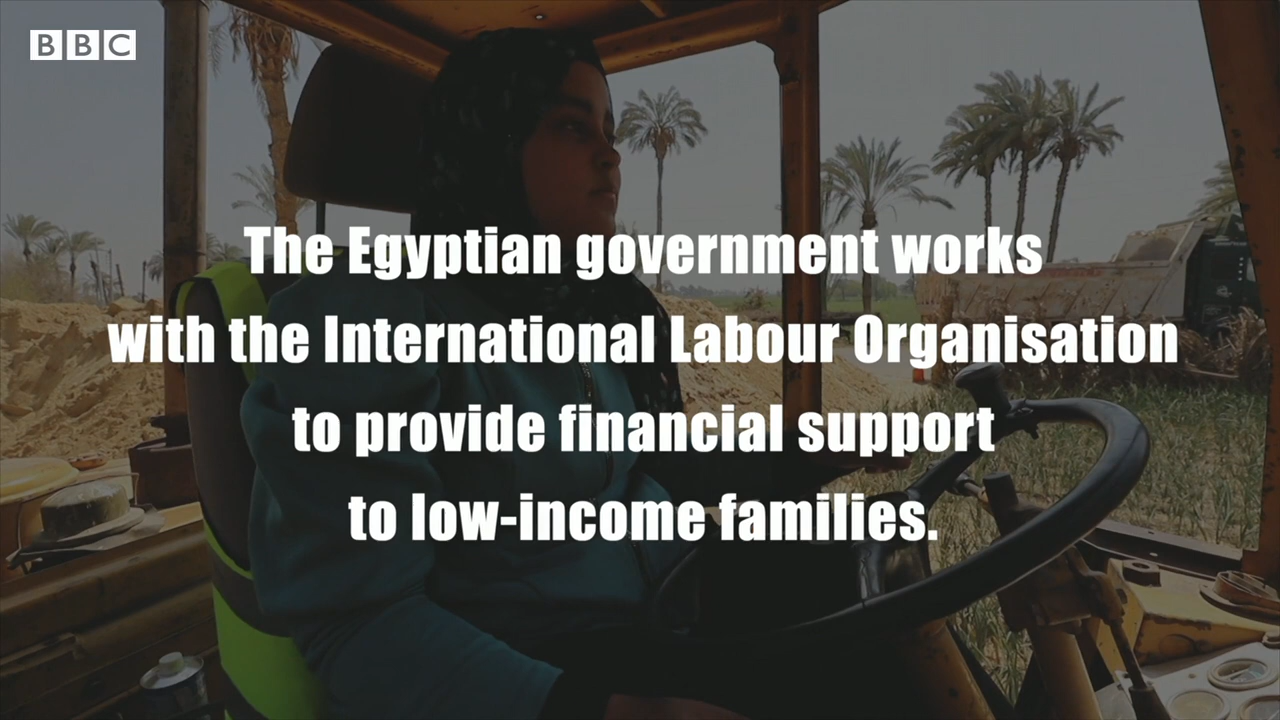 BBC
The Egyptian government works
with the International Labour Organisation
to provide financial support
to low-income families.